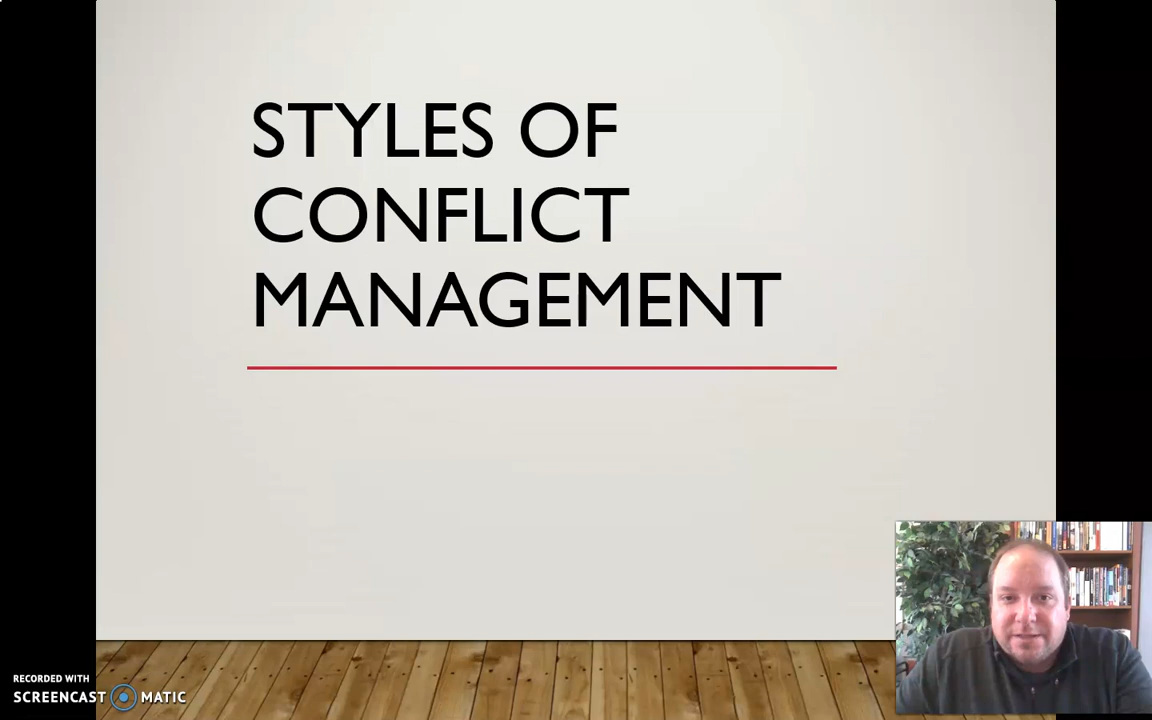 STYLES OF
CONFLICT
MANAGEMENT
RECORDED WITH
SCREENCAST MATIC